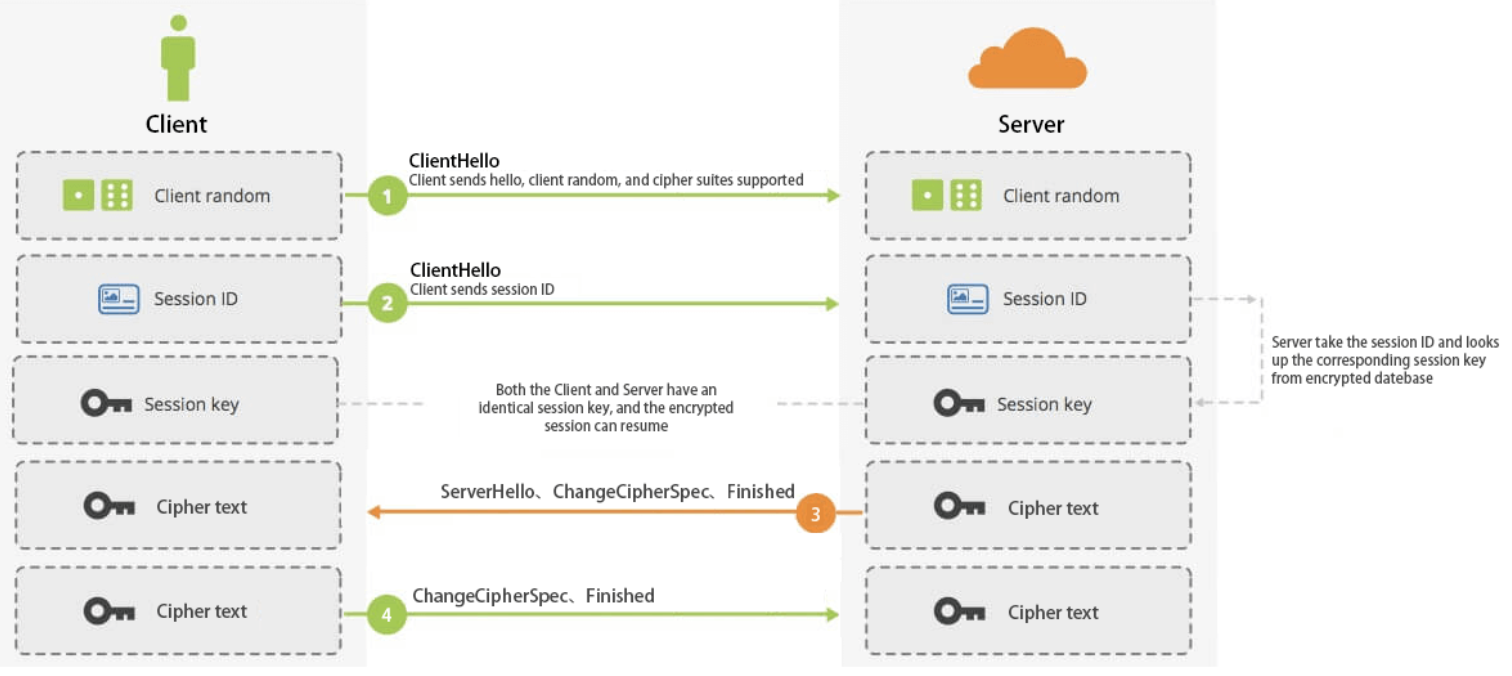 Client
Server
ClientHello
Client sends hello, client random, and cipher suites supported
Client random
1
Client random
ClientHello
Client sends session ID
Session ID
2
Session ID
Server take the session ID and looks
up the corresponding session key
from encrypted datebase
Session key
Both the Client and Server have an
identical session key, and the encrypted
session can resume
Session key
ServerHello、ChangeCipherSpec、Finished
Cipher text
3
Cipher text
ChangeCipherSpec、Finished
Cipher text
4
Cipher text